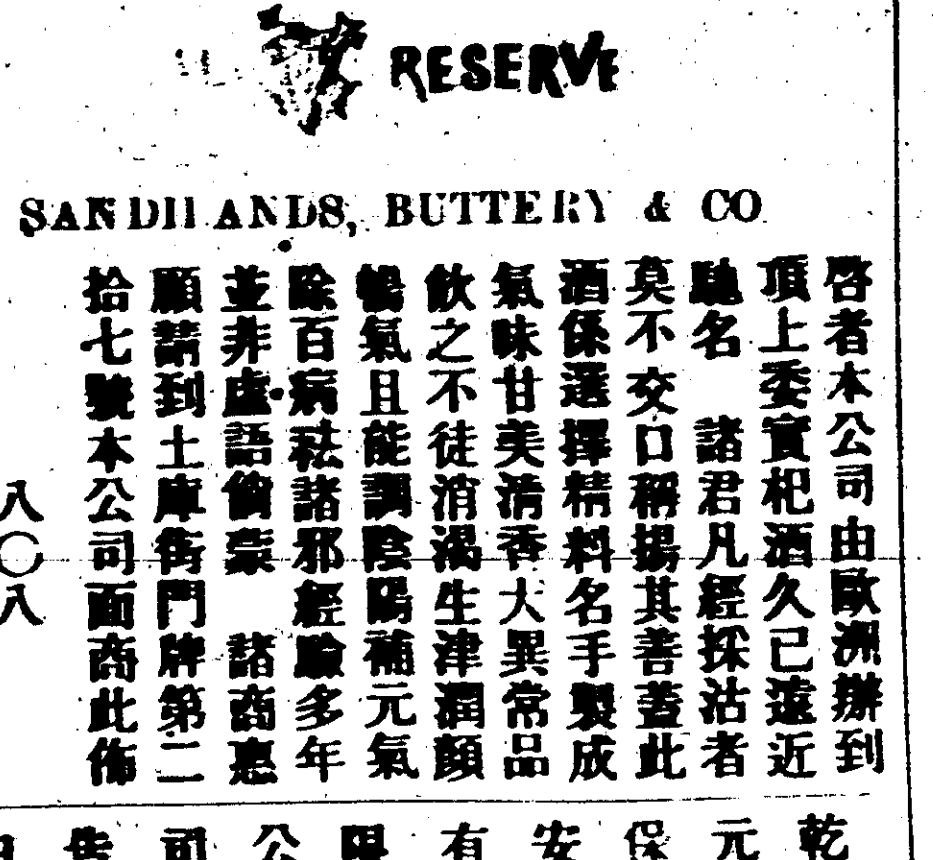 RESERVE
SANDILANDS, BUTTERY & CO
啓者本公司由歐洲辦到
頂上委實杷酒久已遠近
馳名 諸君凡經採沽者
莫不交口稱揚其善蓋此
酒係選擇精料名手製成
氣味甘美清香大異常品
飲之不徒消渴生津潤顏
暢氣且能調陰陽補元氣
除百病祛諸邪經驗多年
並非虛語倘蒙 諸商惠
顧請到土庫街門牌第二
拾七號本公司面商此佈
八〇八
乾元保安有限公司告